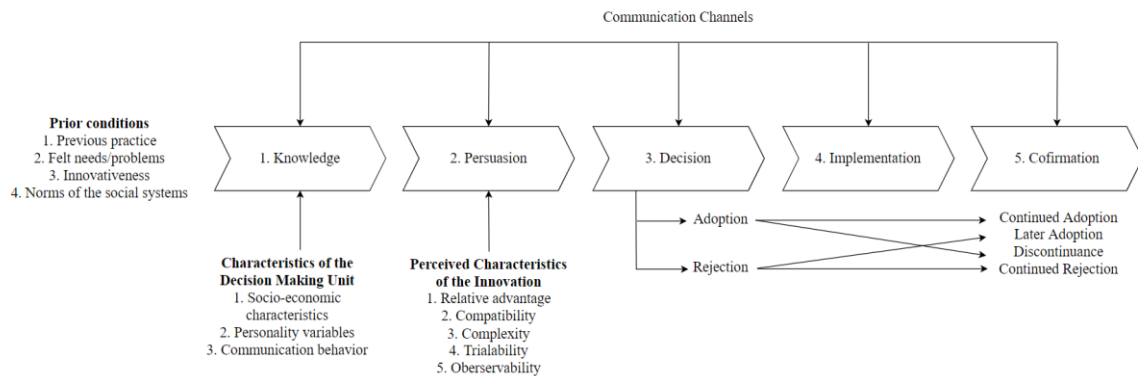 Communication Channels
Prior conditions
1. Previous practice
2. Felt needs/problems
3. Innovativeness
4. Norms of the social systems
1. Knowledge
2. Persuasion
3. Decision
4. Implementation
5. Cofirmation
Adoption
Rejection
Continued Adoption
Later Adoption
Discontinuance
Continued Rejection
Characteristics of the
Decision Making Unit
1. Socio-economic
characteristics
2. Personality variables
3. Communication behavior
Perceived Characteristics
of the Innovation
1. Relative advantage
2. Compatibility
3. Complexity
4. Trialability
5. Oberservability